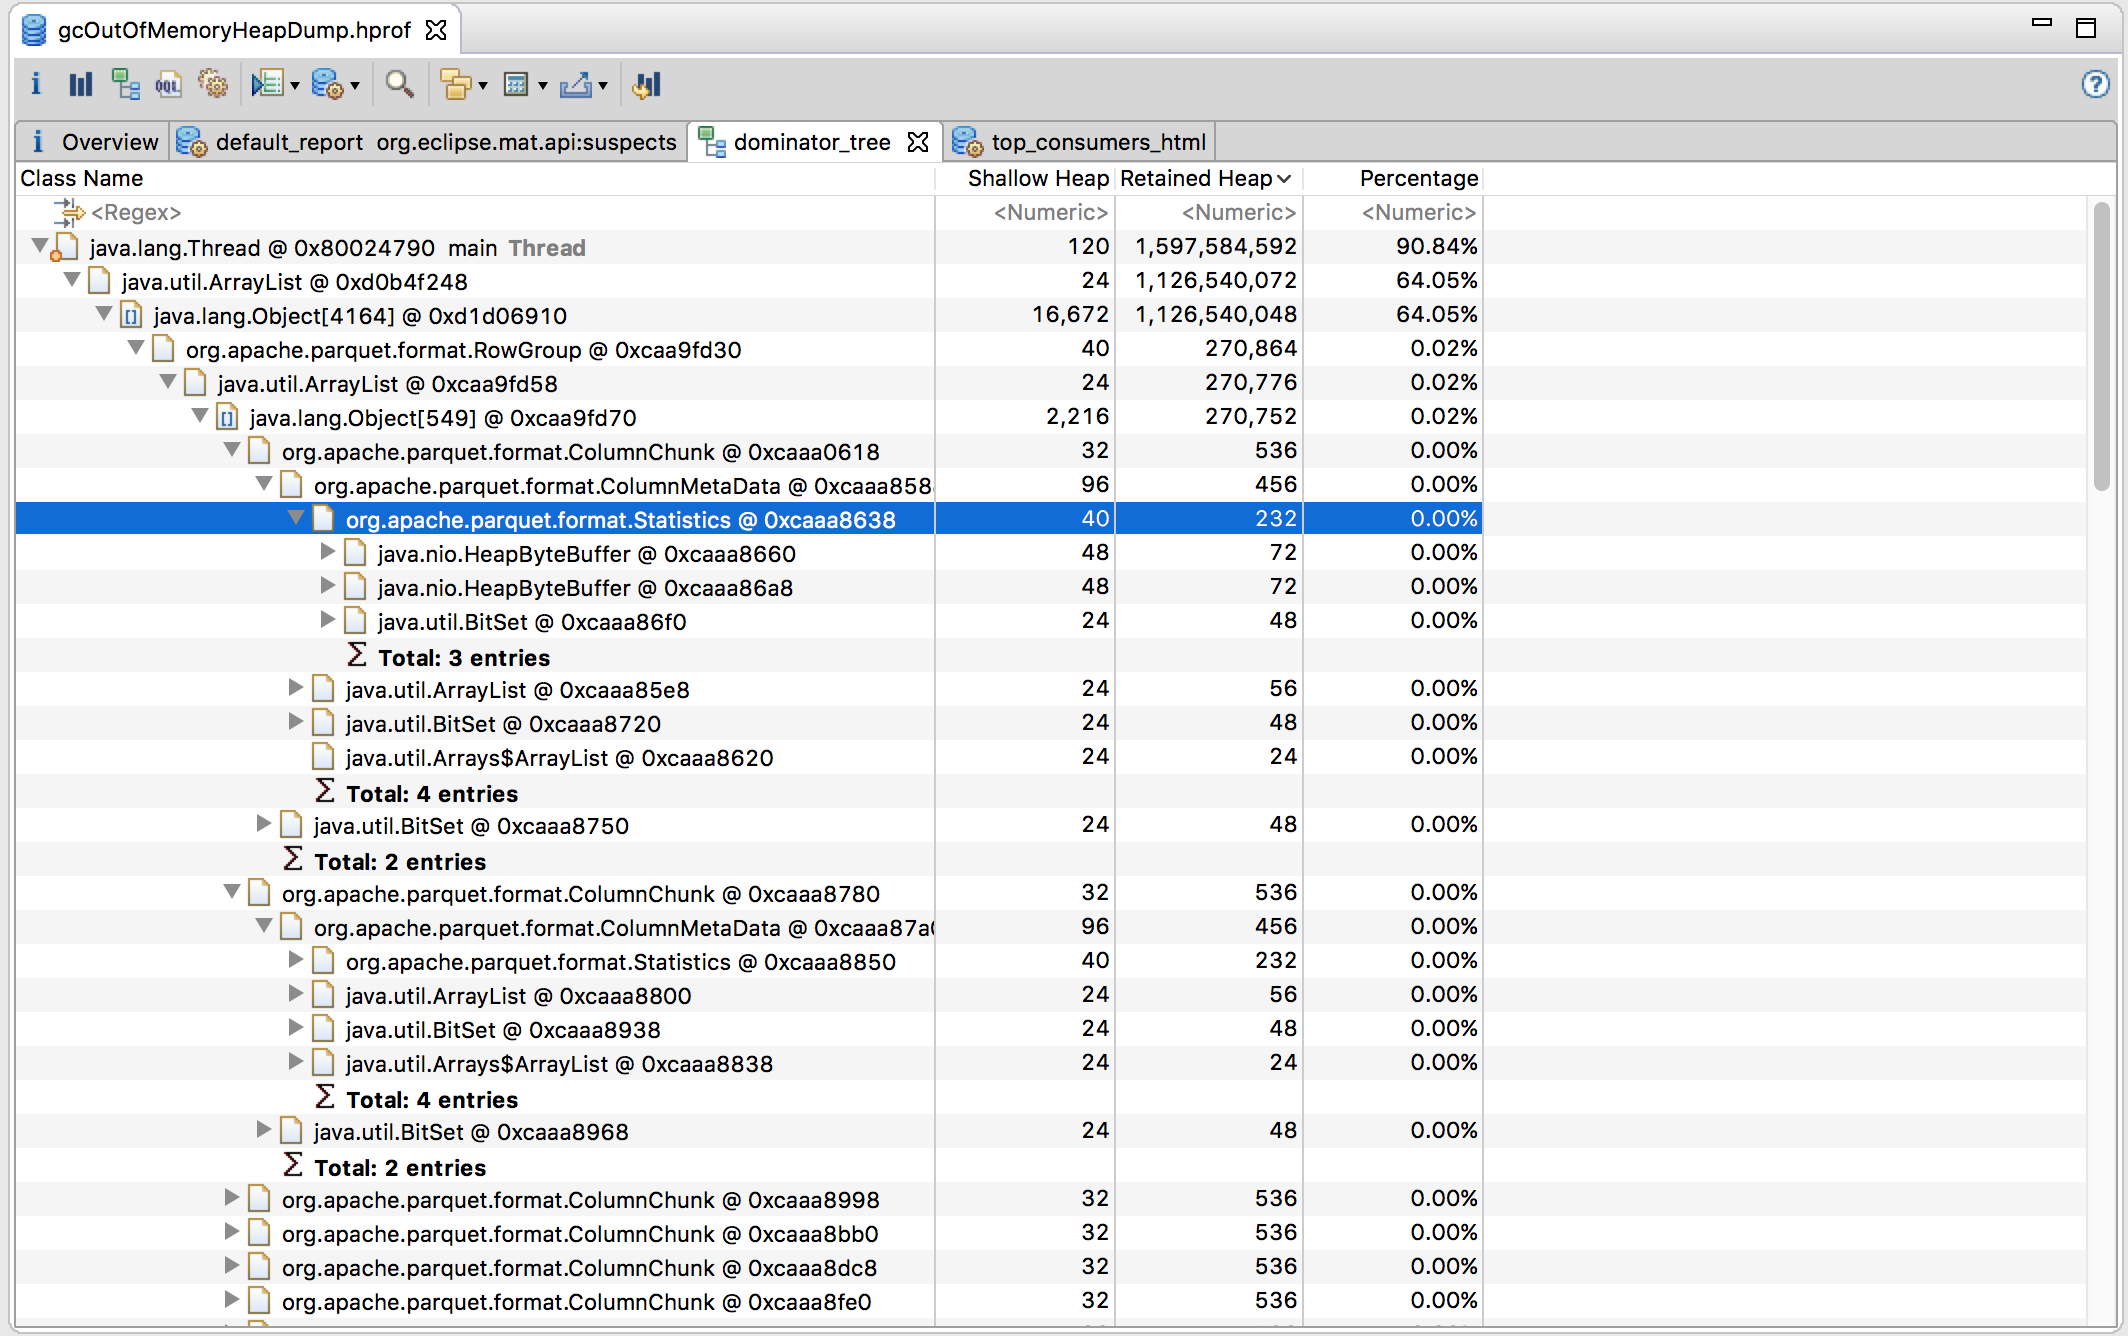 gcOutOfMemoryHeapDump.hprof
i OQL ?
i Overview default_report org.eclipse.mat.api:suspects dominator_tree top_consumers_html
Class Name Shallow Heap Retained Heap Percentage
<Regex> <Numeric> <Numeric> <Numeric>
java.lang.Thread @ 0x80024790 main Thread 120 1,597,584,592 90.84%
java.util.ArrayList @ 0xd0b4f248 24 1,126,540,072 64.05%
[] java.lang.Object[4164] @ 0xd1d06910 16,672 1,126,540,048 64.05%
org.apache.parquet.format.RowGroup @ 0xcaa9fd30 40 270,864 0.02%
java.util.ArrayList @ 0xcaa9fd58 24 270,776 0.02%
[] java.lang.Object[549] @ 0xcaa9fd70 2,216 270,752 0.02%
org.apache.parquet.format.ColumnChunk @ 0xcaaa0618 32 536 0.00%
org.apache.parquet.format.ColumnMetaData @ 0xcaaa858 96 456 0.00%
org.apache.parquet.format.Statistics @ 0xcaaa8638 40 232 0.00%
java.nio.HeapByteBuffer @ 0xcaaa8660 48 72 0.00%
java.nio.HeapByteBuffer @ 0xcaaa86a8 48 72 0.00%
java.util.BitSet @ 0xcaaa86f0 24 48 0.00%
Σ Total: 3 entries
java.util.ArrayList @ 0xcaaa85e8 24 56 0.00%
java.util.BitSet @ 0xcaaa8720 24 48 0.00%
java.util.Arrays$ArrayList @ 0xcaaa8620 24 24 0.00%
Σ Total: 4 entries
java.util.BitSet @ 0xcaaa8750 24 48 0.00%
Σ Total: 2 entries
org.apache.parquet.format.ColumnChunk @ 0xcaaa8780 32 536 0.00%
org.apache.parquet.format.ColumnMetaData @ 0xcaaa87a 96 456 0.00%
org.apache.parquet.format.Statistics @ 0xcaaa8850 40 232 0.00%
java.util.ArrayList @ 0xcaaa8800 24 56 0.00%
java.util.BitSet @ 0xcaaa8938 24 48 0.00%
java.util.Arrays$ArrayList @ 0xcaaa8838 24 24 0.00%
Σ Total: 4 entries
java.util.BitSet @ 0xcaaa8968 24 48 0.00%
Σ Total: 2 entries
org.apache.parquet.format.ColumnChunk @ 0xcaaa8998 32 536 0.00%
org.apache.parquet.format.ColumnChunk @ 0xcaaa8bb0 32 536 0.00%
org.apache.parquet.format.ColumnChunk @ 0xcaaa8dc8 32 536 0.00%
org.apache.parquet.format.ColumnChunk @ 0xcaaa8fe0 32 536 0.00%